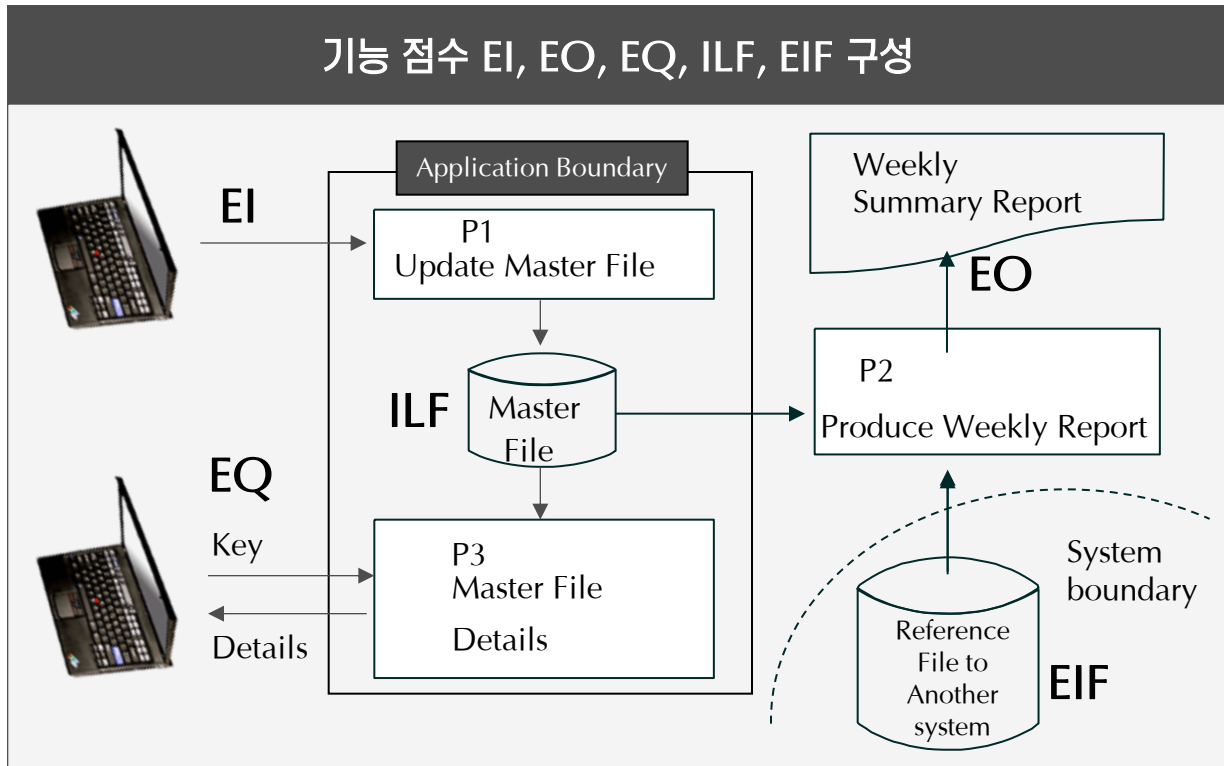 기능 점수 EI, EO, EQ, ILF, EIF 구성
Application Boundary
EI
P1
Update Master File
ILF
Master
File
EQ
Key
Details
P3
Master File
Details
Weekly
Summary Report
EO
P2
Produce Weekly Report
System
boundary
Reference
File to
Another
system
EIF